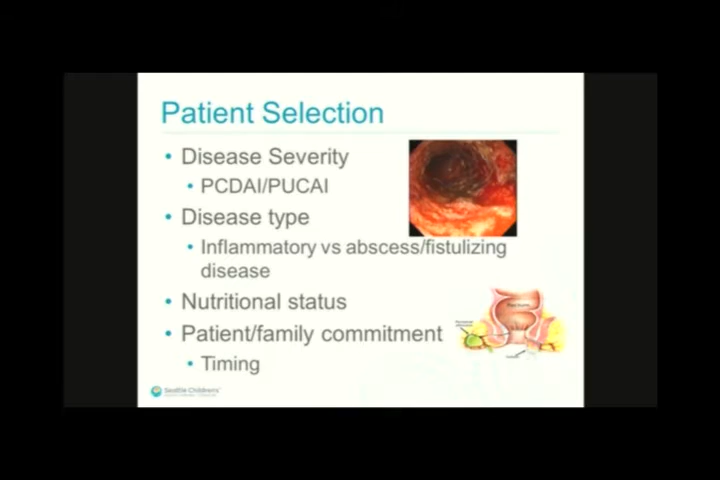 Patient Selection
• Disease Severity
• PCDAI/PUCAI
• Disease type
• Inflammatory vs abscess/fistulizing
disease
• Nutritional status
• Patient/family commitment
• Timing
Seattle Children's